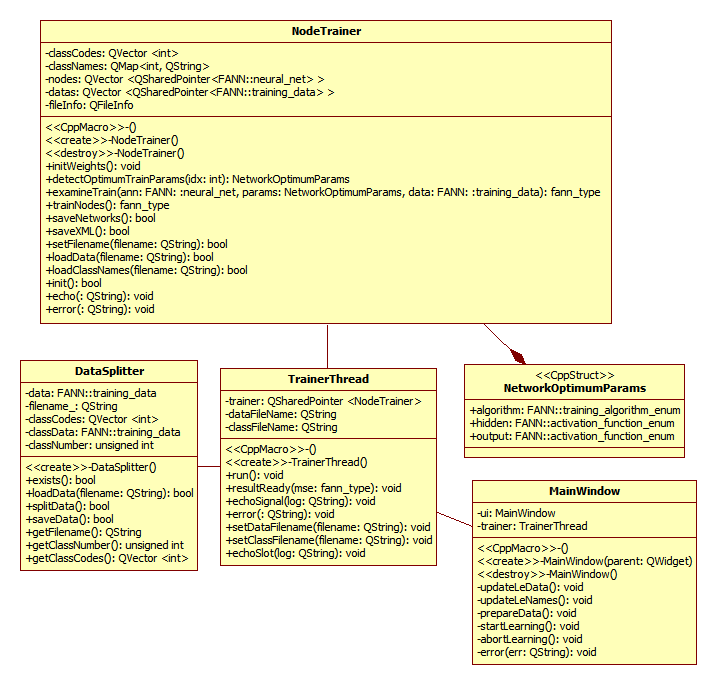 NodeTrainer
-classCodes: QVector <int>
-classNames: QMap<int, QString>
-nodes: QVector <QSharedPointer<FANN::neural_net> >
-datas: QVector <QSharedPointer<FANN::training_data> >
-fileInfo: QFileInfo
<<CppMacro>>-()
<<create>>-NodeTrainer()
<<destroy>>-NodeTrainer()
+initWeights(): void
+detectOptimumTrainParams(idx: int): NetworkOptimumParams
+examineTrain(ann: FANN: :neural_net, params: NetworkOptimumParams, data: FANN: :training_data): fann_type
+trainNodes(): fann_type
+saveNetworks(): bool
+saveXML(): bool
+setFilename(filename: QString): bool
+loadData(filename: QString): bool
+loadClassNames(filename: QString): bool
+init(): bool
+echo(: QString): void
+error(: QString): void
DataSplitter
-data: FANN::training_data
-filename_: QString
-classCodes: QVector <int>
-classData: FANN::training_data
-classNumber: unsigned int
<<create>>-DataSplitter()
+exists(): bool
+loadData(filename: QString): bool
+splitData(): bool
+saveData(): bool
+getFilename(): QString
+getClassNumber(): unsigned int
+getClassCodes(): QVector <int>
TrainerThread
-trainer: QSharedPointer <NodeTrainer>
-dataFileName: QString
-classFileName: QString
<<CppMacro>>-()
<<create>>-TrainerThread()
+run(): void
+resultReady(mse: fann_type): void
+echoSignal(log: QString): void
+error(: QString): void
+setDataFilename(filename: QString): void
+setClassFilename(filename: QString): void
+echoSlot(log: QString): void
<<CppStruct>>
NetworkOptimumParams
+algorithm: FANN::training_algorithm_enum
+hidden: FANN::activation_function_enum
+output: FANN::activation_function_enum
MainWindow
-ui: MainWindow
-trainer: TrainerThread
<<CppMacro>>-()
<<create>>-MainWindow(parent: QWidget)
<<destroy>>-MainWindow()
-updateLeData(): void
-updateLeNames(): void
-prepareData(): void
-startLearning(): void
-abortLearning(): void
-error(err: QString): void